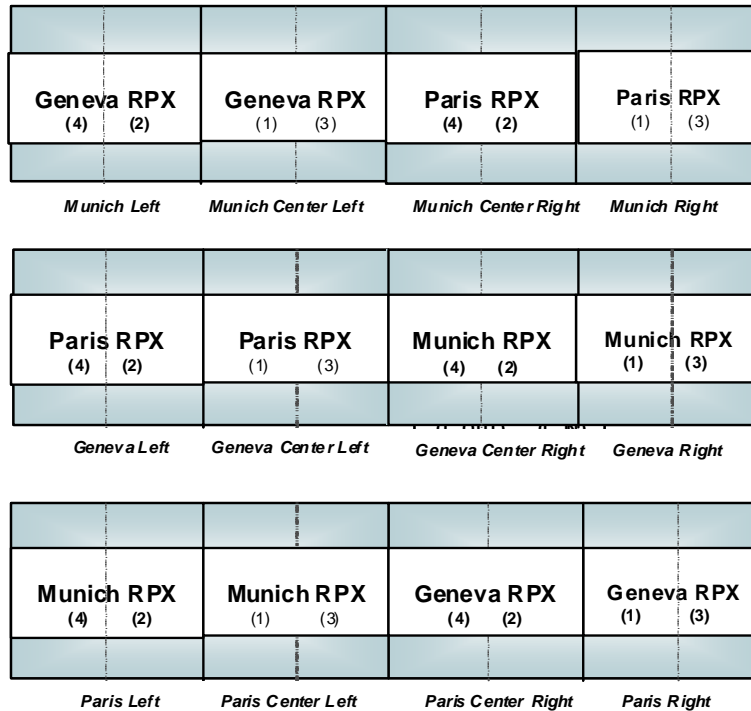 Geneva RPX Geneva RPX Paris RPX Paris RPX
(4) (2) (1) (3) (4) (2) (1) (3)
Munich Left Munich Center Left Munich Center Right Munich Right
Paris RPX Paris RPX Munich RPX Munich RPX
(4) (2) (1) (3) (4) (2) (1) (3)
Geneva Left Geneva Center Left Geneva Center Right Geneva Right
Munich RPX Munich RPX Geneva RPX Geneva RPX
(4) (2) (1) (3) (4) (2) (1) (3)
Paris Left Paris Center Left Paris Center Right Paris Right